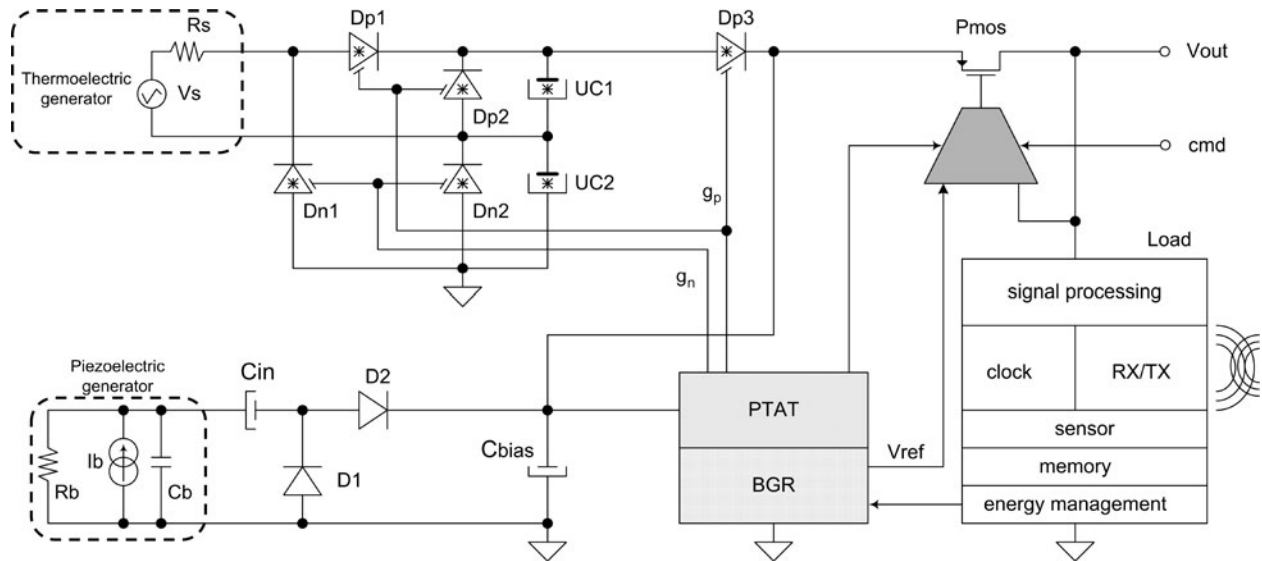 Rs
Dp1
Dp3
Pmos
Vout
Thermoelectric
generator
Vs
Dp2
UC1
cmd
Dn1
Dn2
UC2
gp
gn
Load
signal processing
Piezoelectric
generator
Cin
D2
clock
RX/TX
PTAT
sensor
Ib
Rb
Cb
D1
Cbias
Vref
memory
BGR
energy management